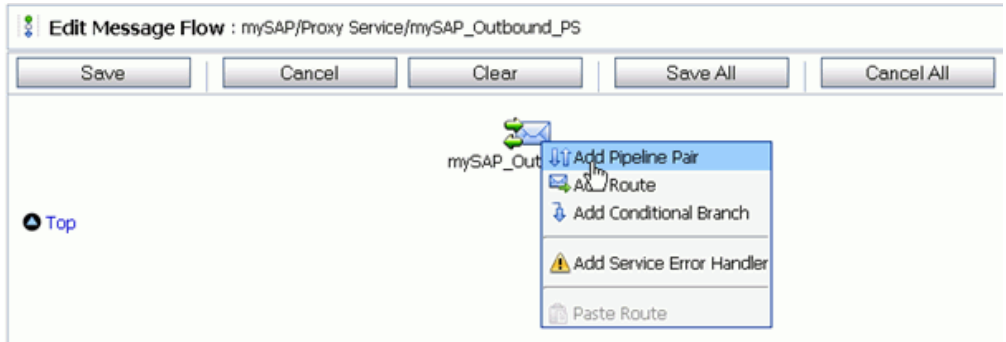 Edit Message Flow : mySAP/Proxy Service/mySAP_Outbound_PS
Save Cancel Clear Save All Cancel All
mySAP_Out
Add Pipeline Pair
Add Route
Add Conditional Branch
Top
Add Service Error Handler
Paste Route